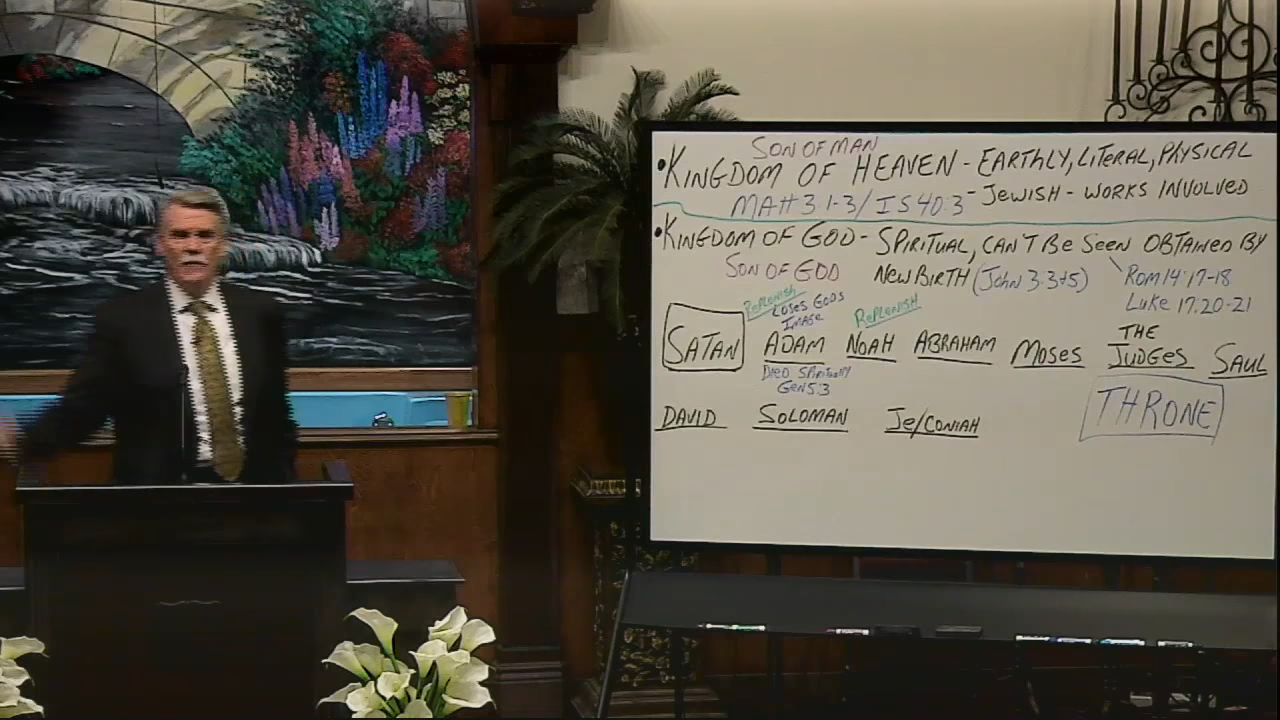 SON OF MAN
• KINGDOM OF HEAVEN - EARTHLY, LITERAL, PHYSICAL
MATT 3:1-3 / IS 40:3 - JEWISH - WORKS INVOLVED
• KINGDOM OF GOD - SPIRITUAL, CAN'T BE SEEN OBTAINED BY
SON OF GOD NEW BIRTH (John 3:3+5) Rom 14:17-18
Luke 17:20-21
REPLENISH LOSES GODS REPLENISH
IMAGE THE
SATAN ADAM NOAH ABRAHAM MOSES JUDGES SAUL
DIED SPIRITUALLY
GEN 5:3
DAVID SOLOMAN JE/CONIAH THRONE